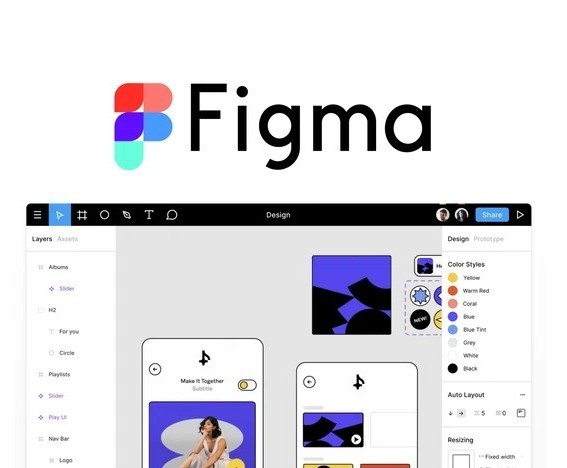 Figma
Design
Share
Layers Assets
Design Prototype
Albums
Slider
H2
For you
Circle
Playlists
Slider
Play UI
Nav Bar
Logo
NEW!
Make It Together
Subtitle
Color Styles
Yellow
Warm Red
Coral
Blue
Blue Tint
Grey
White
Black
Auto Layout
5
0
Resizing
Fixed width